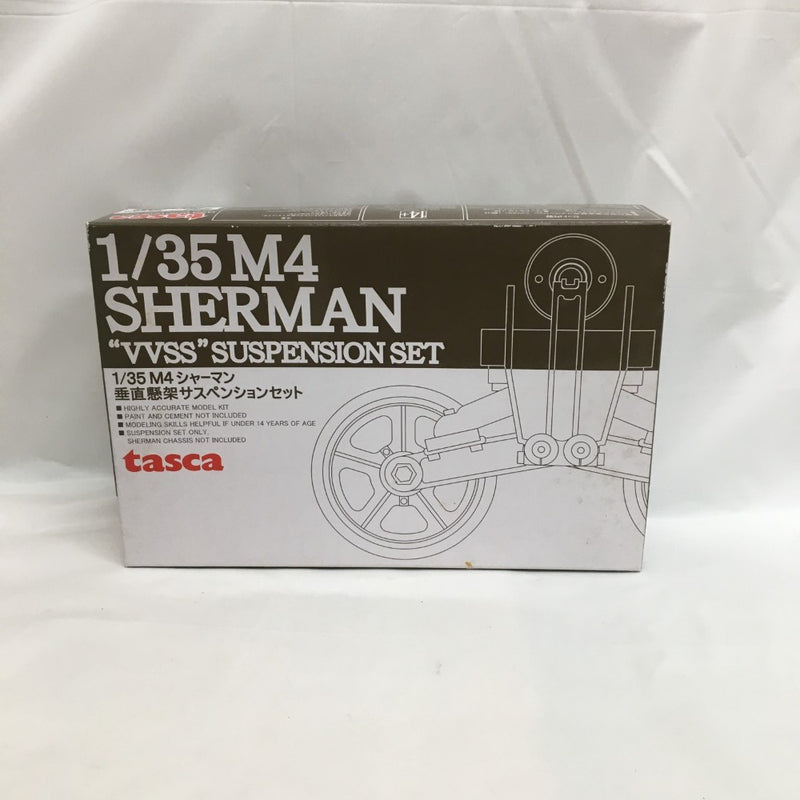 14+
1/35 M4
SHERMAN
“VVSS” SUSPENSION SET
1/35 M4 シャーマン
垂直懸架サスペンションセット
■ HIGHLY ACCURATE MODEL KIT
■ PAINT AND CEMENT NOT INCLUDED
■ MODELING SKILLS HELPFUL IF UNDER 14 YEARS OF AGE
■ SUSPENSION SET ONLY.
SHERMAN CHASSIS NOT INCLUDED
tasca